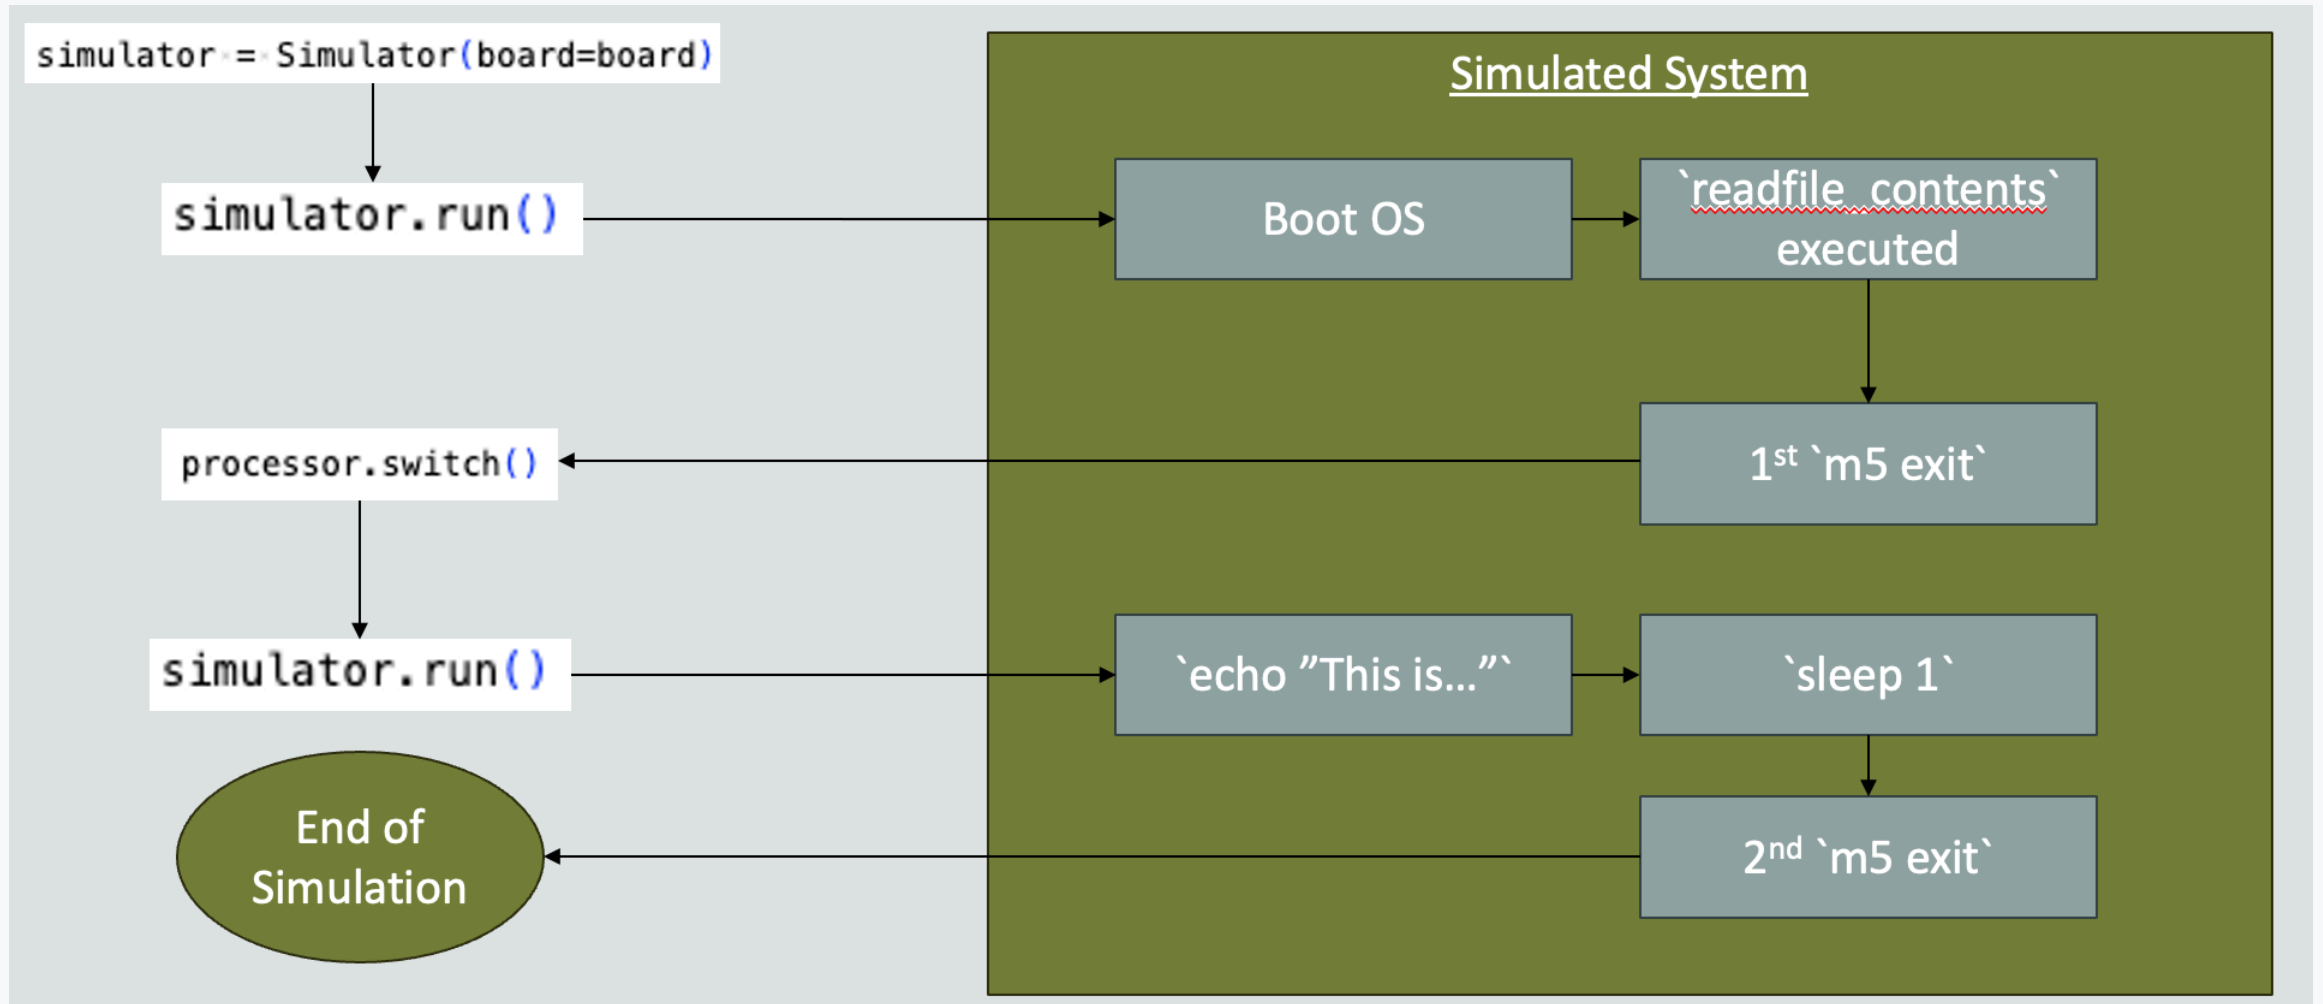 simulator = Simulator(board=board)
Simulated System
simulator.run()
Boot OS
`readfile_contents`
executed
processor.switch()
1st `m5 exit`
simulator.run()
`echo ”This is...”`
`sleep 1`
End of
Simulation
2nd `m5 exit`